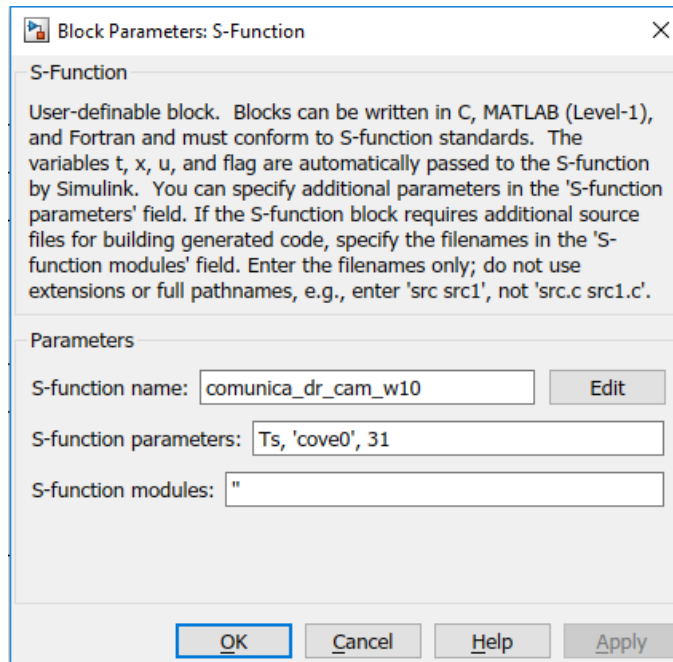 Block Parameters: S-Function
S-Function
User-definable block.  Blocks can be written in C, MATLAB (Level-1),
and Fortran and must conform to S-function standards.  The
variables t, x, u, and flag are automatically passed to the S-function
by Simulink.  You can specify additional parameters in the 'S-function
parameters' field. If the S-function block requires additional source
files for building generated code, specify the filenames in the 'S-
function modules' field. Enter the filenames only; do not use
extensions or full pathnames, e.g., enter 'src src1', not 'src.c src1.c'.
Parameters
S-function name: comunica_dr_cam_w10 Edit
S-function parameters: Ts, 'cove0', 31
S-function modules: ''
OK Cancel Help Apply